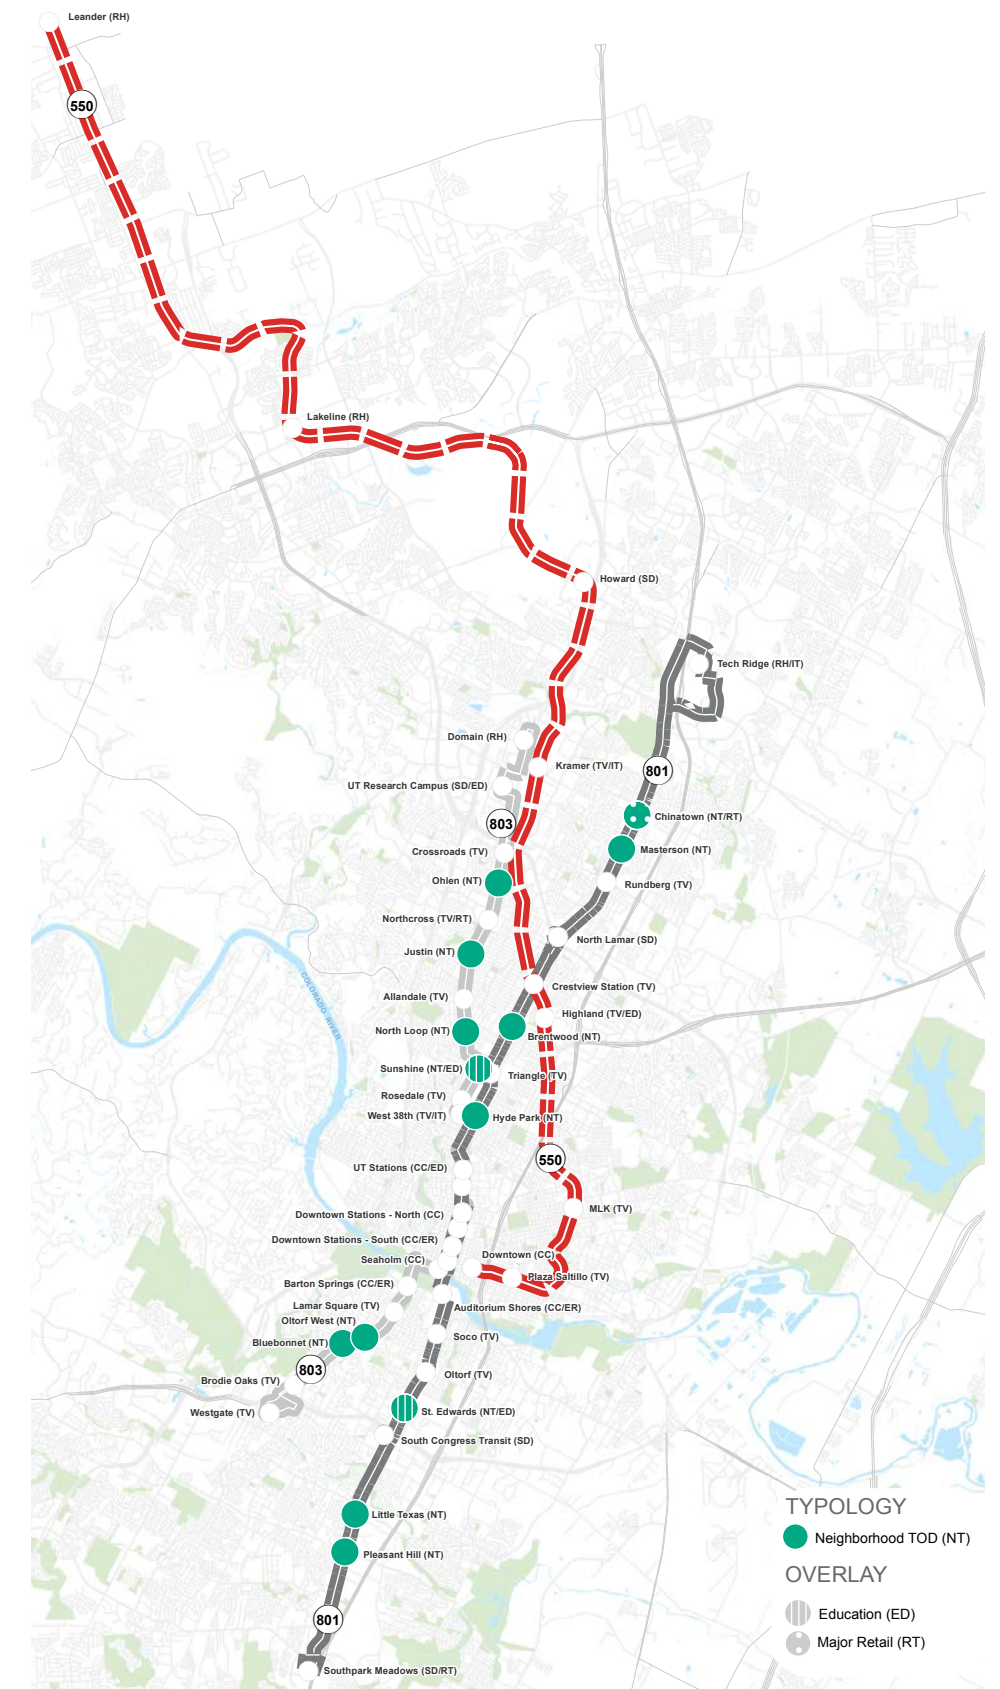 Leander (RH)
550
Lakeline (RH)
Howard (SD)
Tech Ridge (RH/IT)
Domain (RH)
Kramer (TV/IT)
801
UT Research Campus (SD/ED)
Chinatown (NT/RT)
803
Crossroads (TV)
Masterson (NT)
Ohlen (NT)
Rundberg (TV)
Northcross (TV/RT)
North Lamar (SD)
Justin (NT)
Crestview Station (TV)
Allandale (TV)
COLORADO RIVER
Highland (TV/ED)
North Loop (NT)
Brentwood (NT)
Sunshine (NT/ED)
Triangle (TV)
Rosedale (TV)
West 38th (TV/IT)
Hyde Park (NT)
550
UT Stations (CC/ED)
MLK (TV)
Downtown Stations - North (CC)
Downtown Stations - South (CC/ER)
Downtown (CC)
Seaholm (CC)
Plaza Saltillo (TV)
Barton Springs (CC/ER)
Lamar Square (TV)
Auditorium Shores (CC/ER)
Oltorf West (NT)
Soco (TV)
Bluebonnet (NT)
803
Oltorf (TV)
Brodie Oaks (TV)
Westgate (TV)
St. Edwards (NT/ED)
South Congress Transit (SD)
Little Texas (NT)
Pleasant Hill (NT)
801
Southpark Meadows (SD/RT)
TYPOLOGY
Neighborhood TOD (NT)
OVERLAY
Education (ED)
Major Retail (RT)